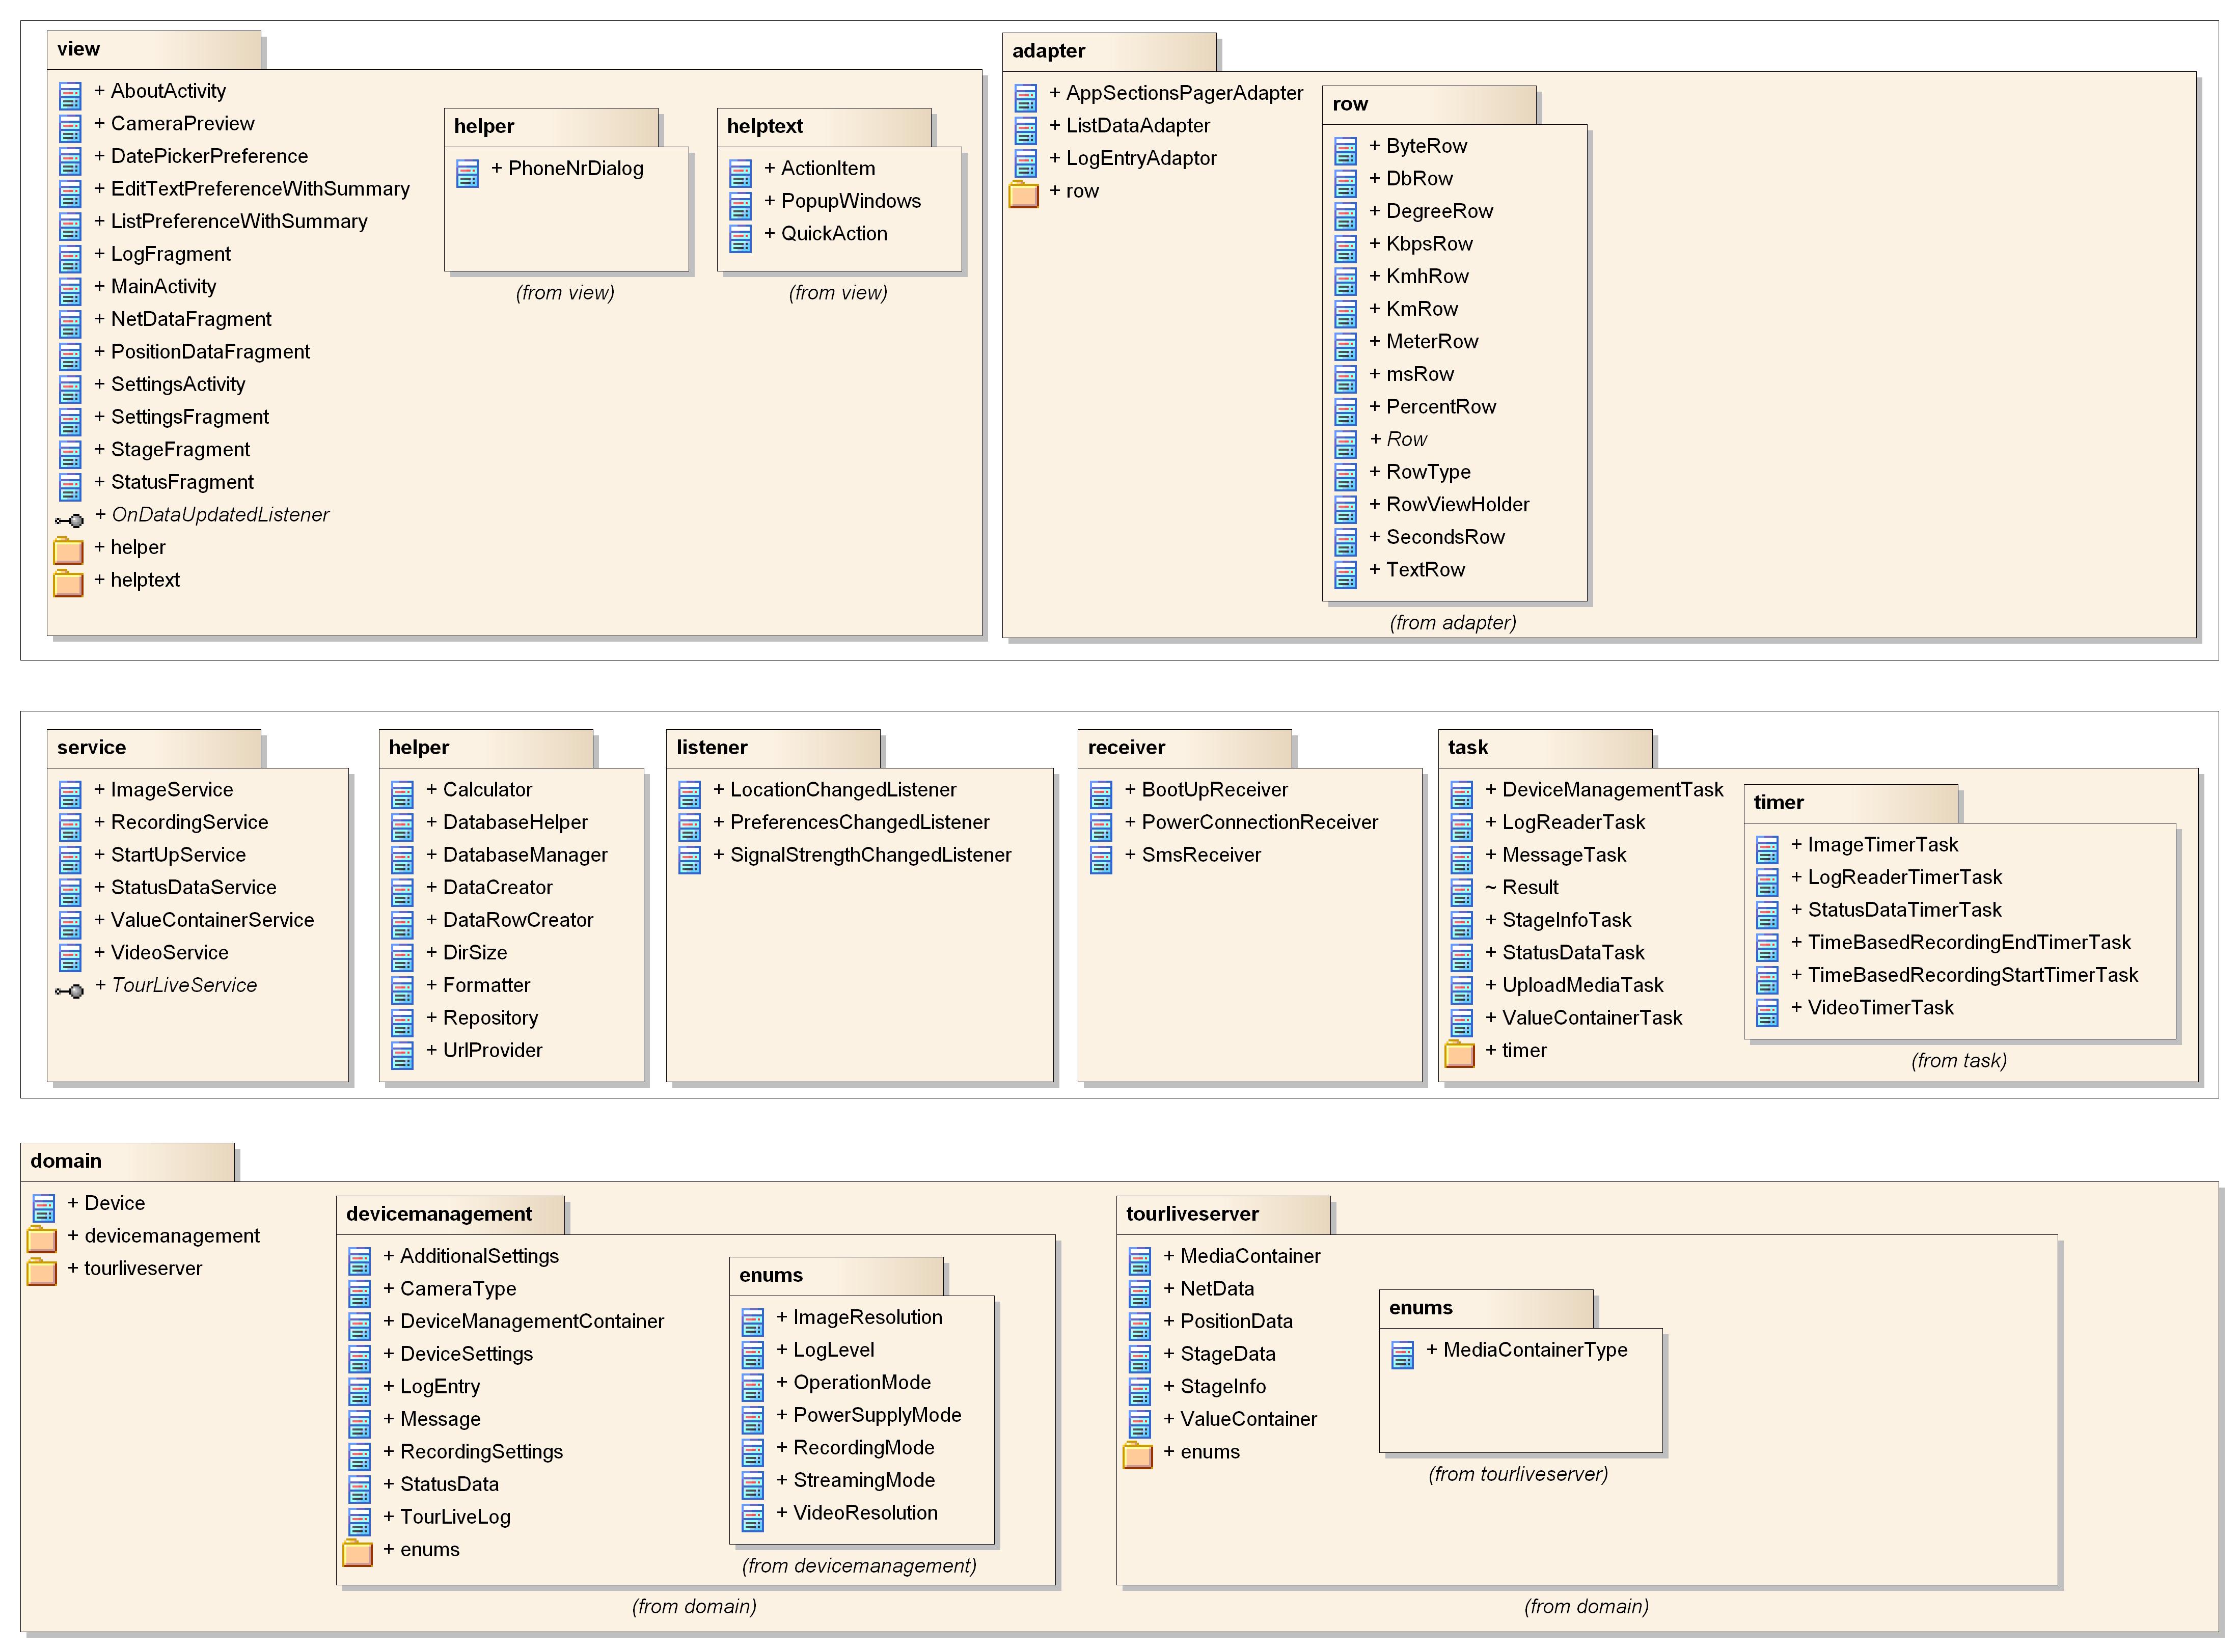 view
+ AboutActivity
+ CameraPreview
+ DatePickerPreference
+ EditTextPreferenceWithSummary
+ ListPreferenceWithSummary
+ LogFragment
+ MainActivity
+ NetDataFragment
+ PositionDataFragment
+ SettingsActivity
+ SettingsFragment
+ StageFragment
+ StatusFragment
+ OnDataUpdatedListener
+ helper
+ helptext
helper
+ PhoneNrDialog
(from view)
helptext
+ ActionItem
+ PopupWindows
+ QuickAction
(from view)
adapter
+ AppSectionsPagerAdapter
+ ListDataAdapter
+ LogEntryAdaptor
+ row
row
+ ByteRow
+ DbRow
+ DegreeRow
+ KbpsRow
+ KmhRow
+ KmRow
+ MeterRow
+ msRow
+ PercentRow
+ Row
+ RowType
+ RowViewHolder
+ SecondsRow
+ TextRow
(from adapter)
service
+ ImageService
+ RecordingService
+ StartUpService
+ StatusDataService
+ ValueContainerService
+ VideoService
+ TourLiveService
helper
+ Calculator
+ DatabaseHelper
+ DatabaseManager
+ DataCreator
+ DataRowCreator
+ DirSize
+ Formatter
+ Repository
+ UrlProvider
listener
+ LocationChangedListener
+ PreferencesChangedListener
+ SignalStrengthChangedListener
receiver
+ BootUpReceiver
+ PowerConnectionReceiver
+ SmsReceiver
task
+ DeviceManagementTask
+ LogReaderTask
+ MessageTask
~ Result
+ StageInfoTask
+ StatusDataTask
+ UploadMediaTask
+ ValueContainerTask
+ timer
timer
+ ImageTimerTask
+ LogReaderTimerTask
+ StatusDataTimerTask
+ TimeBasedRecordingEndTimerTask
+ TimeBasedRecordingStartTimerTask
+ VideoTimerTask
(from task)
domain
+ Device
+ devicemanagement
+ tourliveserver
devicemanagement
+ AdditionalSettings
+ CameraType
+ DeviceManagementContainer
+ DeviceSettings
+ LogEntry
+ Message
+ RecordingSettings
+ StatusData
+ TourLiveLog
+ enums
enums
+ ImageResolution
+ LogLevel
+ OperationMode
+ PowerSupplyMode
+ RecordingMode
+ StreamingMode
+ VideoResolution
(from devicemanagement)
(from domain)
tourliveserver
+ MediaContainer
+ NetData
+ PositionData
+ StageData
+ StageInfo
+ ValueContainer
+ enums
enums
+ MediaContainerType
(from tourliveserver)
(from domain)